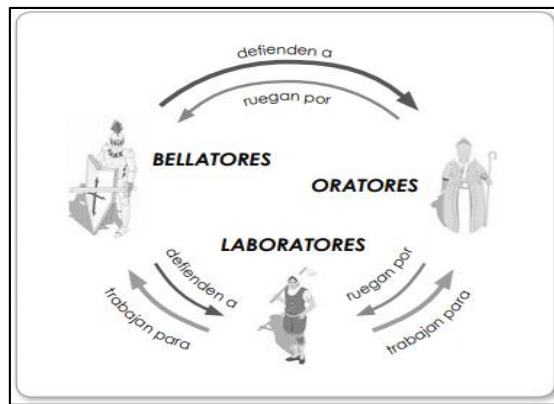 defienden a
ruegan por
BELLATORES
ORATORES
LABORATORES
defienden a
trabajan para
ruegan por
trabajan para